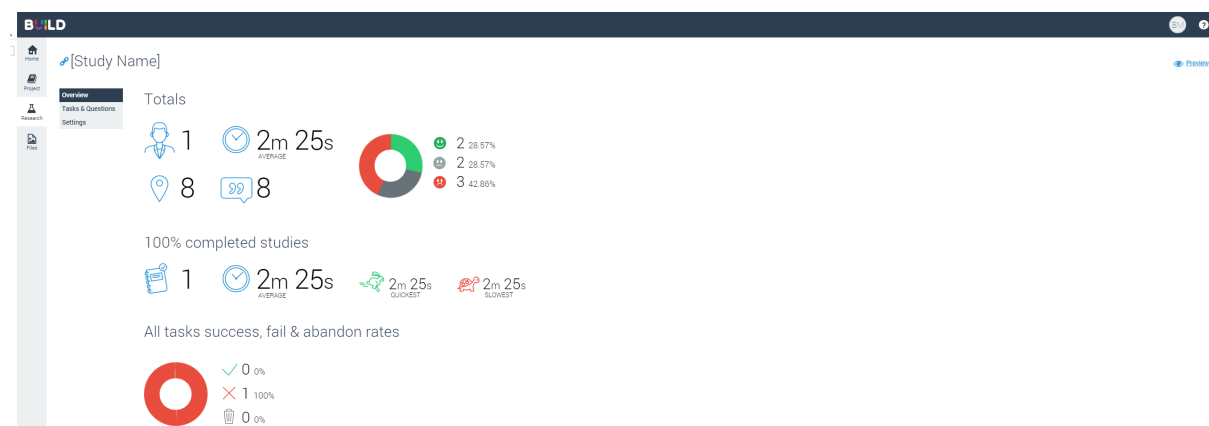 BUILD
BM
?
Home
[Study Name]
Preview
Project
Overview
Tasks & Questions
Settings
Research
Files
Totals
1
2m 25s
AVERAGE
2 28.57%
2 28.57%
3 42.86%
8
8
100% completed studies
1
2m 25s
AVERAGE
2m 25s
QUICKEST
2m 25s
SLOWEST
All tasks success, fail & abandon rates
0 0%
1 100%
0 0%